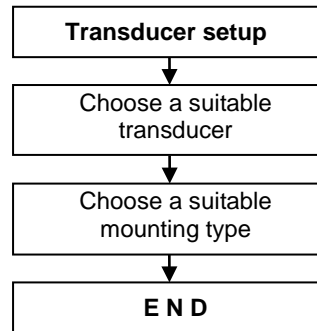 Transducer setup
Choose a suitable
transducer
Choose a suitable
mounting type
E N D